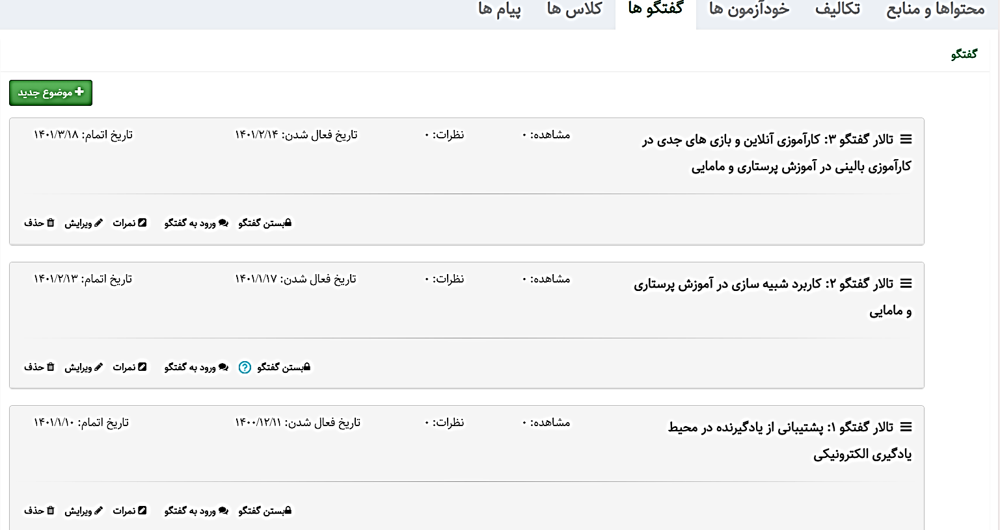 محتواها و منابع تکالیف خودآزمون ها گفتگو ها کلاس ها پیام ها
گفتگو
موضوع جدید
تالار گفتگو ۳: کارآموزی آنلاین و بازی های جدی در
کارآموزی بالینی در آموزش پرستاری و مامایی
مشاهده: ۰ نظرات: ۰ تاریخ فعال شدن: ۱۴۰۱/۲/۱۴ تاریخ اتمام: ۱۴۰۱/۳/۱۸
بستن گفتگو ورود به گفتگو نمرات ویرایش حذف
تالار گفتگو ۲: کاربرد شبیه سازی در آموزش پرستاری
و مامایی
مشاهده: ۰ نظرات: ۰ تاریخ فعال شدن: ۱۴۰۱/۱/۱۷ تاریخ اتمام: ۱۴۰۱/۲/۱۳
بستن گفتگو ? ورود به گفتگو نمرات ویرایش حذف
تالار گفتگو ۱: پشتیبانی از یادگیرنده در محیط
یادگیری الکترونیکی
مشاهده: ۰ نظرات: ۰ تاریخ فعال شدن: ۱۴۰۰/۱۲/۱۱ تاریخ اتمام: ۱۴۰۱/۱/۱۰
بستن گفتگو ورود به گفتگو نمرات ویرایش حذف